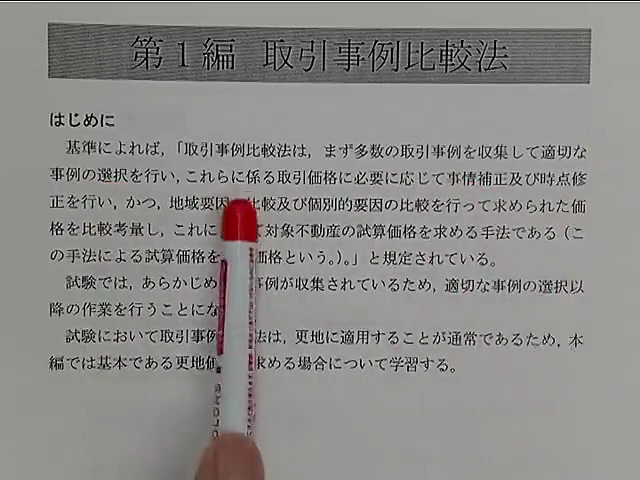 第1編 取引事例比較法
はじめに
基準によれば,「取引事例比較法は,まず多数の取引事例を収集して適切な
事例の選択を行い,これらに係る取引価格に必要に応じて事情補正及び時点修
正を行い,かつ,地域要因 比較及び個別的要因の比較を行って求められた価
格を比較考量し,これに て対象不動産の試算価格を求める手法である(こ
の手法による試算価格を 価格という。)。」と規定されている。
試験では,あらかじめ 事例が収集されているため,適切な事例の選択以
降の作業を行うことにな
試験において取引事例 法は,更地に適用することが通常であるため,本
編では基本である更地価 求める場合について学習する。